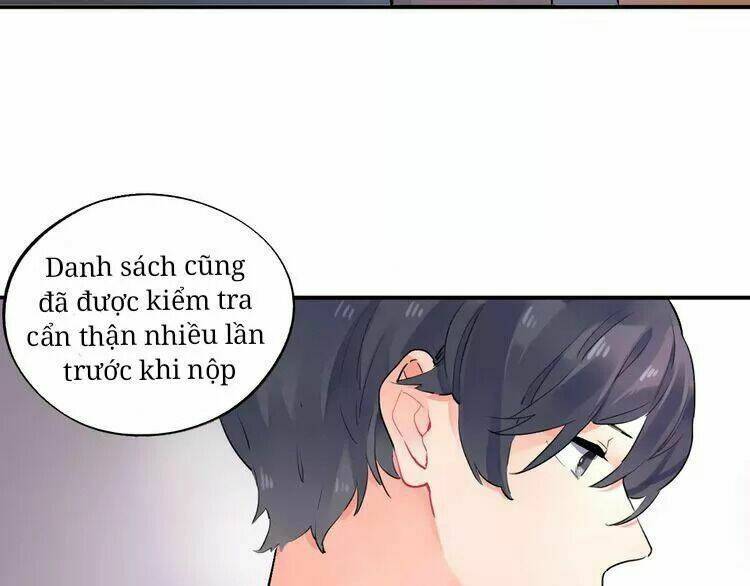 Danh sách cũng
đã được kiểm tra
cẩn thận nhiều lần
trước khi nộp